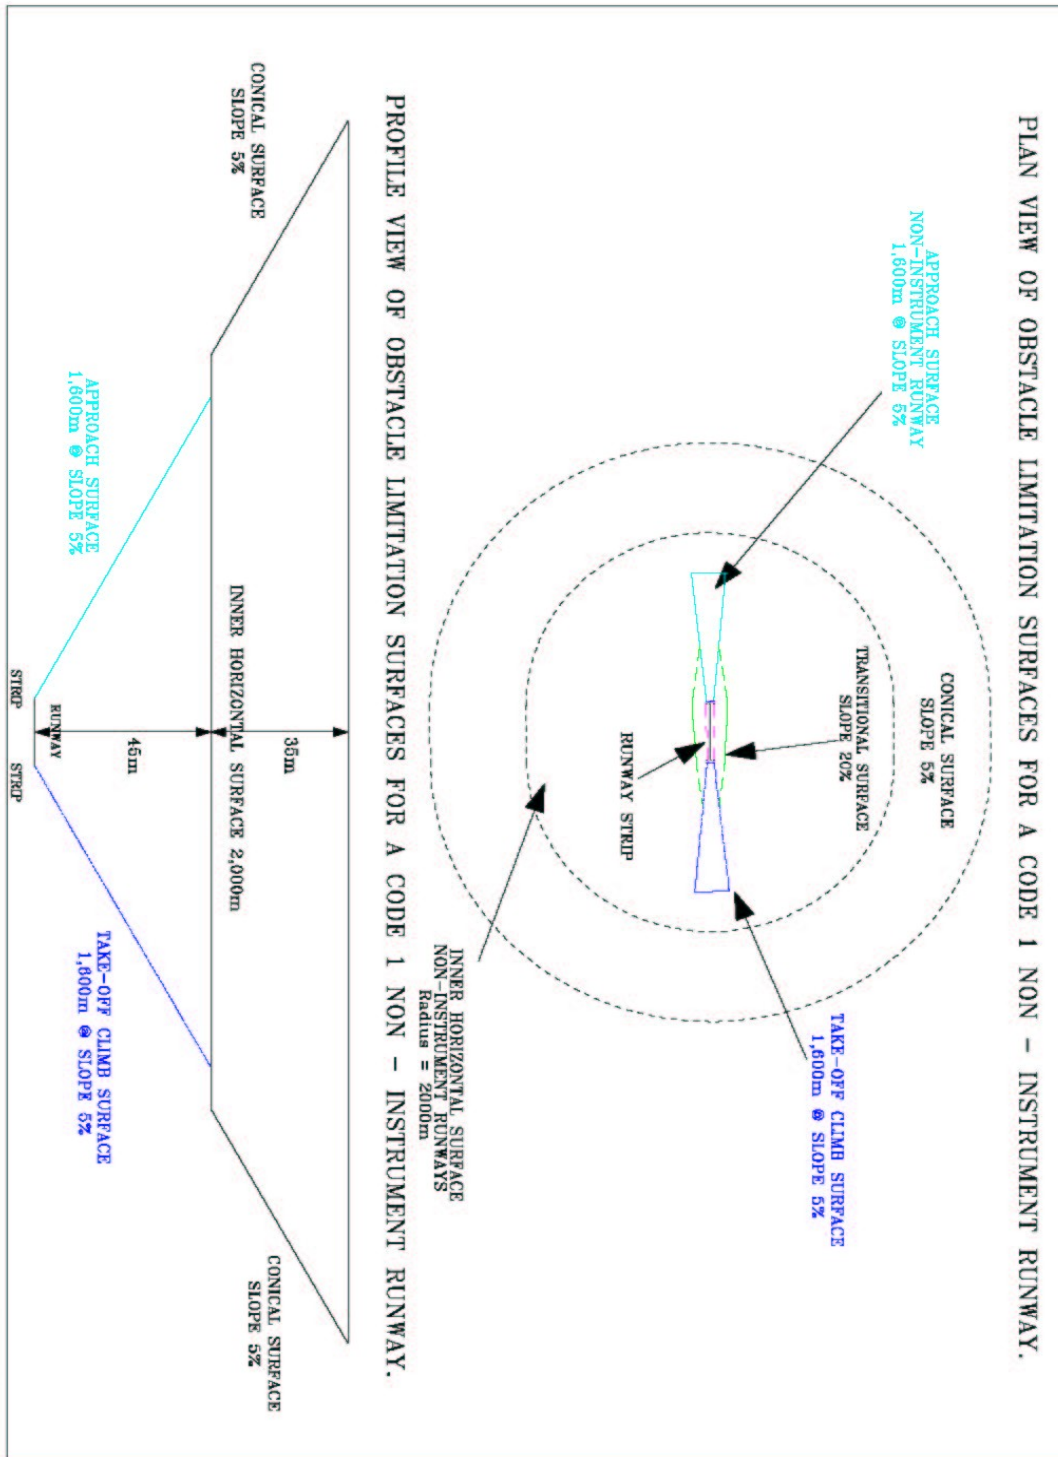 PLAN VIEW OF OBSTACLE LIMITATION SURFACES FOR A CODE 1 NON - INSTRUMENT RUNWAY.
APPROACH SURFACE
NON-INSTRUMENT RUNWAY
1,600m @ SLOPE 5%
CONICAL SURFACE
SLOPE 5%
TRANSITIONAL SURFACE
SLOPE 20%
RUNWAY STRIP
TAKE-OFF CLIMB SURFACE
1,600m @ SLOPE 5%
INNER HORIZONTAL SURFACE
NON-INSTRUMENT RUNWAYS
Radius = 2000m
PROFILE VIEW OF OBSTACLE LIMITATION SURFACES FOR A CODE 1 NON - INSTRUMENT RUNWAY.
CONICAL SURFACE
SLOPE 5%
35m
INNER HORIZONTAL SURFACE 2,000m
CONICAL SURFACE
SLOPE 5%
APPROACH SURFACE
1,600m @ SLOPE 5%
45m
TAKE-OFF CLIMB SURFACE
1,600m @ SLOPE 5%
RUNWAY
STRIP
STRIP